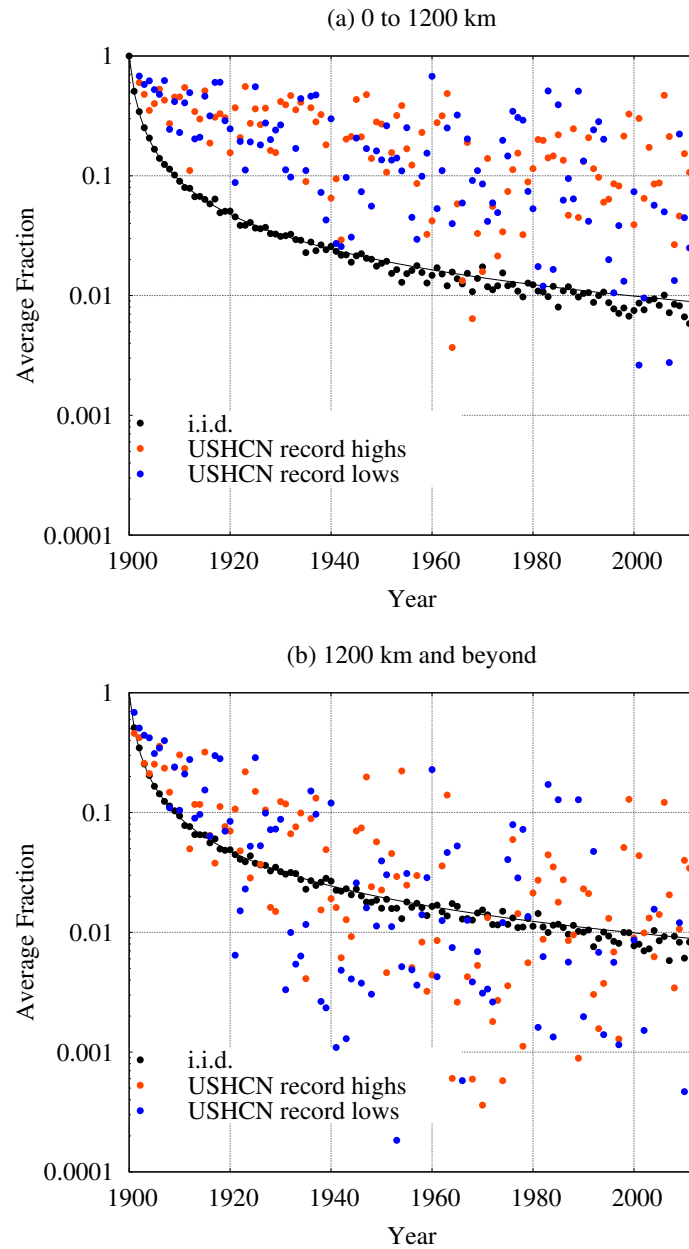 (a) 0 to 1200 km
1
0.1
0.01
0.001
0.0001
Average Fraction
i.i.d.
USHCN record highs
USHCN record lows
1900 1920 1940 1960 1980 2000
Year
(b) 1200 km and beyond
1
0.1
0.01
0.001
0.0001
Average Fraction
i.i.d.
USHCN record highs
USHCN record lows
1900 1920 1940 1960 1980 2000
Year